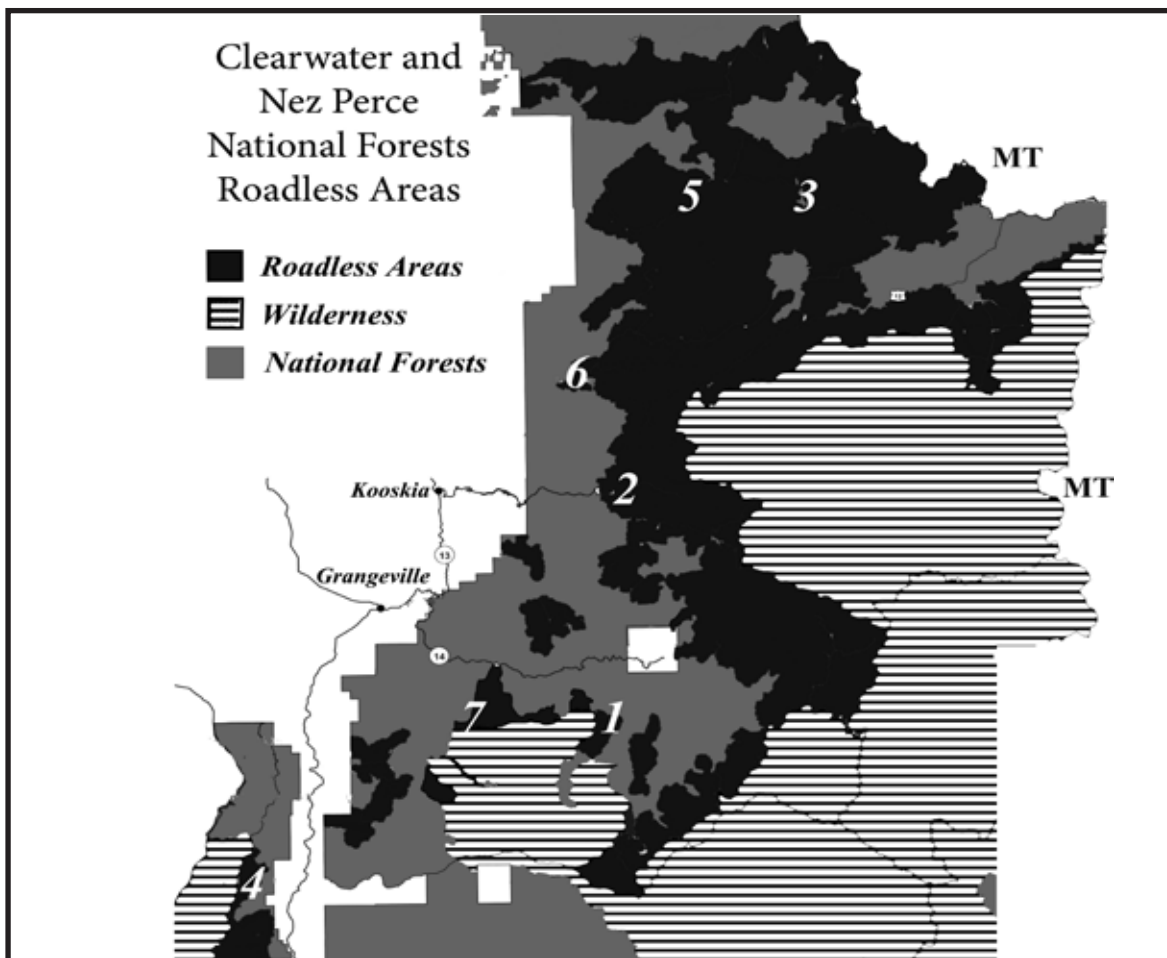 Clearwater and
Nez Perce
National Forests
Roadless Areas
Roadless Areas
Wilderness
National Forests
MT
5
3
6
Kooskia
2
MT
13
Grangeville
14
7
1
4